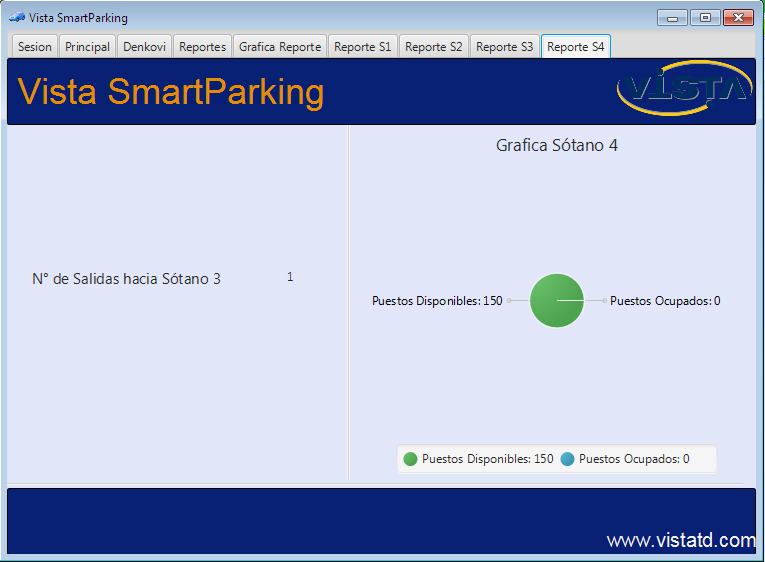 Vista SmartParking
Sesion Principal Denkovi Reportes Grafica Reporte Reporte S1 Reporte S2 Reporte S3 Reporte S4
Vista SmartParking VISTA
Grafica Sótano 4
N° de Salidas hacia Sótano 3 1
Puestos Disponibles: 150 Puestos Ocupados: 0
Puestos Disponibles: 150 Puestos Ocupados: 0
www.vistatd.com